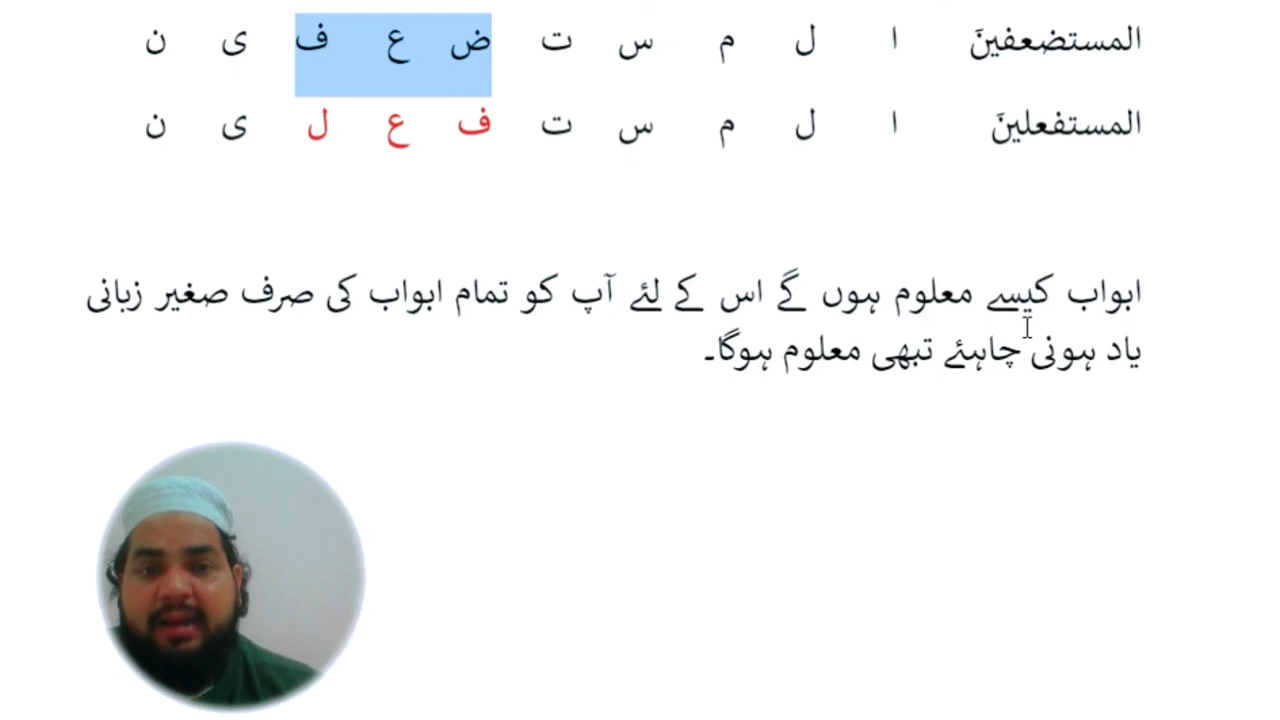 المستضعفینَ ا ل م س ت ض ع ف ی ن
المستفعلینَ ا ل م س ت ف ع ل ی ن
ابواب کیسے معلوم ہوں گے اس کے لئے آپ کو تمام ابواب کی صرف صغیر زبانی
یاد ہونی چاہئے تبھی معلوم ہوگا۔